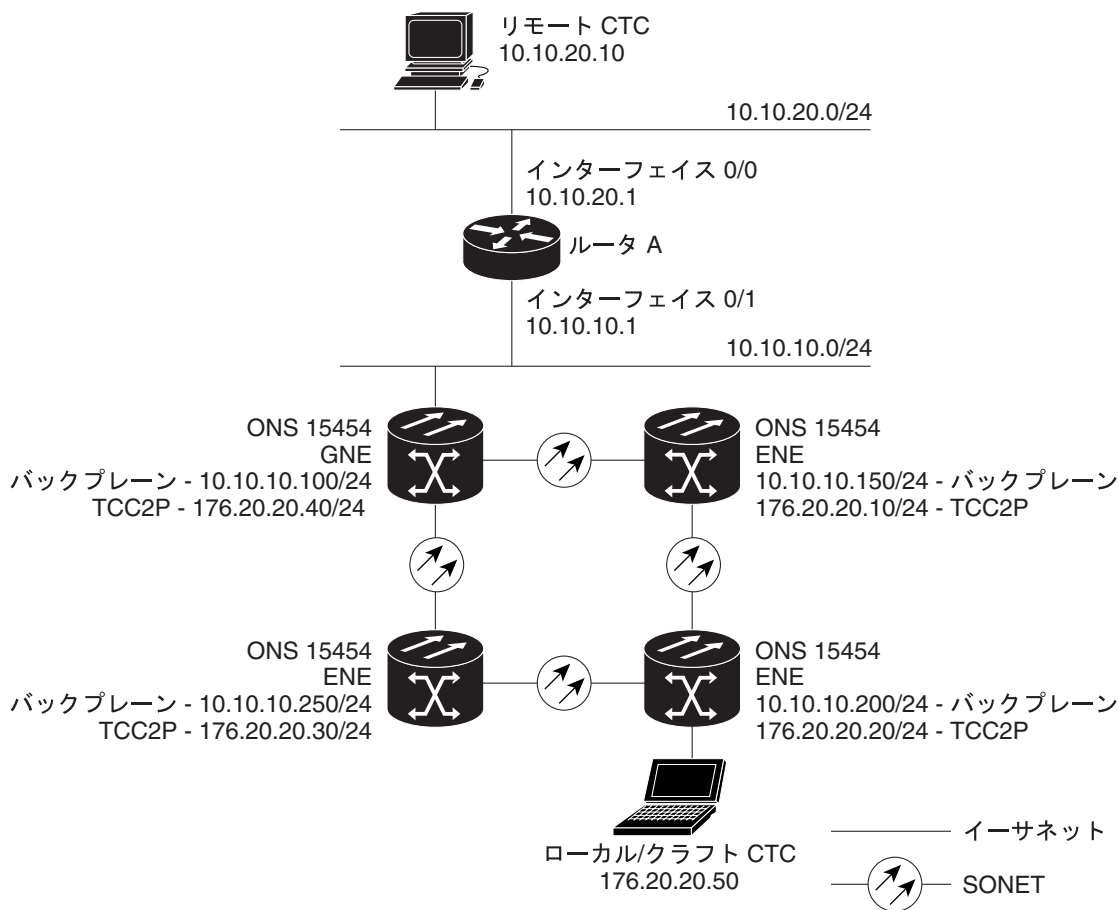 リモート CTC
10.10.20.10
10.10.20.0/24
インターフェイス 0/0
10.10.20.1
ルータ A
インターフェイス 0/1
10.10.10.1
10.10.10.0/24
ONS 15454
GNE
バックプレーン - 10.10.10.100/24
TCC2P - 176.20.20.40/24
ONS 15454
ENE
10.10.10.150/24 - バックプレーン
176.20.20.10/24 - TCC2P
ONS 15454
ENE
バックプレーン - 10.10.10.250/24
TCC2P - 176.20.20.30/24
ONS 15454
ENE
10.10.10.200/24 - バックプレーン
176.20.20.20/24 - TCC2P
ローカル/クラフト CTC
176.20.20.50
イーサネット
SONET